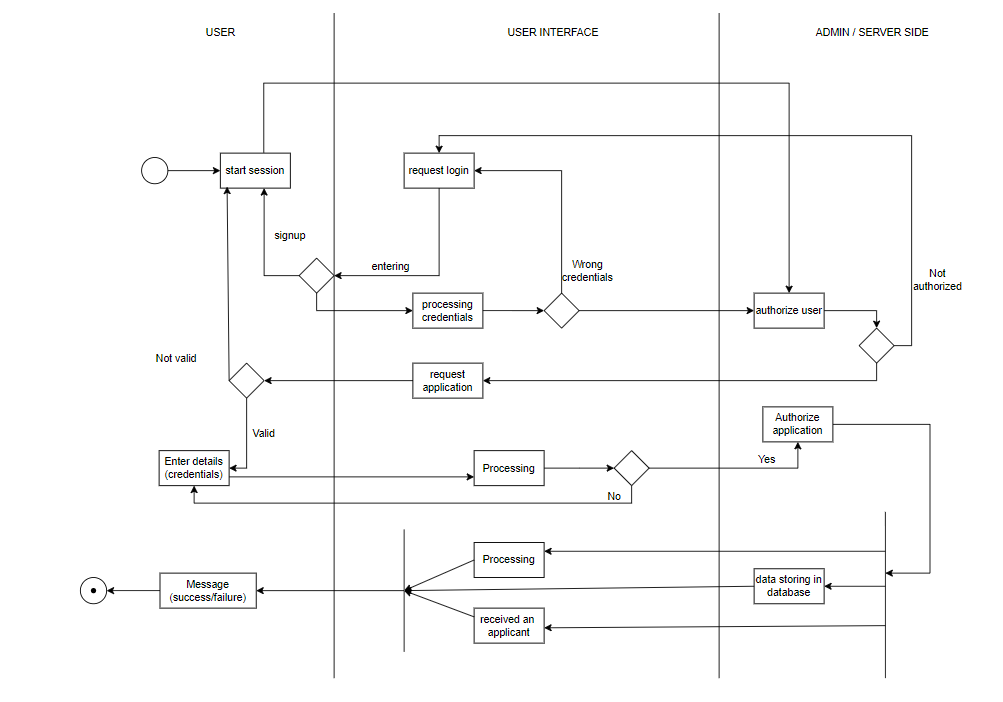 USER
USER INTERFACE
ADMIN / SERVER SIDE
start session
request login
signup
entering
Wrong
credentials
Not
authorized
processing
credentials
authorize user
Not valid
request
application
Authorize
application
Valid
Enter details
(credentials)
Processing
Yes
No
Processing
Message
(success/failure)
data storing in
database
received an
applicant